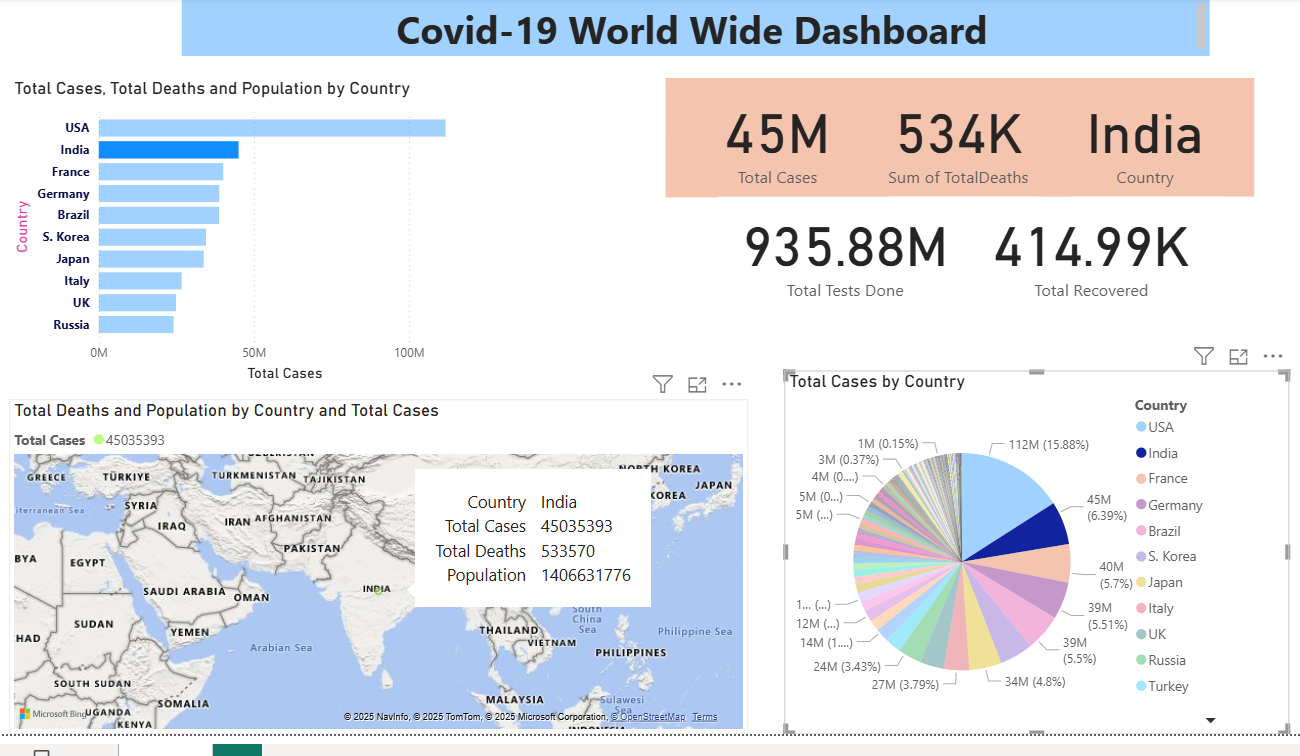 Covid-19 World Wide Dashboard
Total Cases, Total Deaths and Population by Country
Country
USA
India
France
Germany
Brazil
S. Korea
Japan
Italy
UK
Russia
0M 50M 100M
Total Cases
45M 534K India
Total Cases Sum of TotalDeaths Country
935.88M 414.99K
Total Tests Done Total Recovered
Total Deaths and Population by Country and Total Cases
Total Cases 45035393
GREECE
TÜRKIYE
TURKMENISTAN
TAJIKISTAN
NORTH KOREA
KOREA
JAPAN
SYRIA
IRAQ
IRAN
AFGHANISTAN
PAKISTAN
EGYPT
SAUDI ARABIA
OMAN
INDIA
SUDAN
YEMEN
Arabian Sea
SOUTH SUDAN
SOMALIA
UGANDA
KENYA
THAILAND
VIETNAM
South
China
Sea
Philippine Sea
PHILIPPINES
MALAYSIA
Sulawesi
Sea
Country India
Total Cases 45035393
Total Deaths 533570
Population 1406631776
Microsoft Bing
© 2025 NavInfo, © 2025 TomTom, © 2025 Microsoft Corporation, © OpenStreetMap Terms
Total Cases by Country
112M (15.88%)
45M
(6.39%)
40M
(5.7%)
39M
(5.51%)
39M
(5.5%)
34M (4.8%)
27M (3.79%)
24M (3.43%)
14M (1....)
12M (...)
1... (...)
5M (...)
5M (0...)
4M (0....)
3M (0.37%)
1M (0.15%)
Country
USA
India
France
Germany
Brazil
S. Korea
Japan
Italy
UK
Russia
Turkey